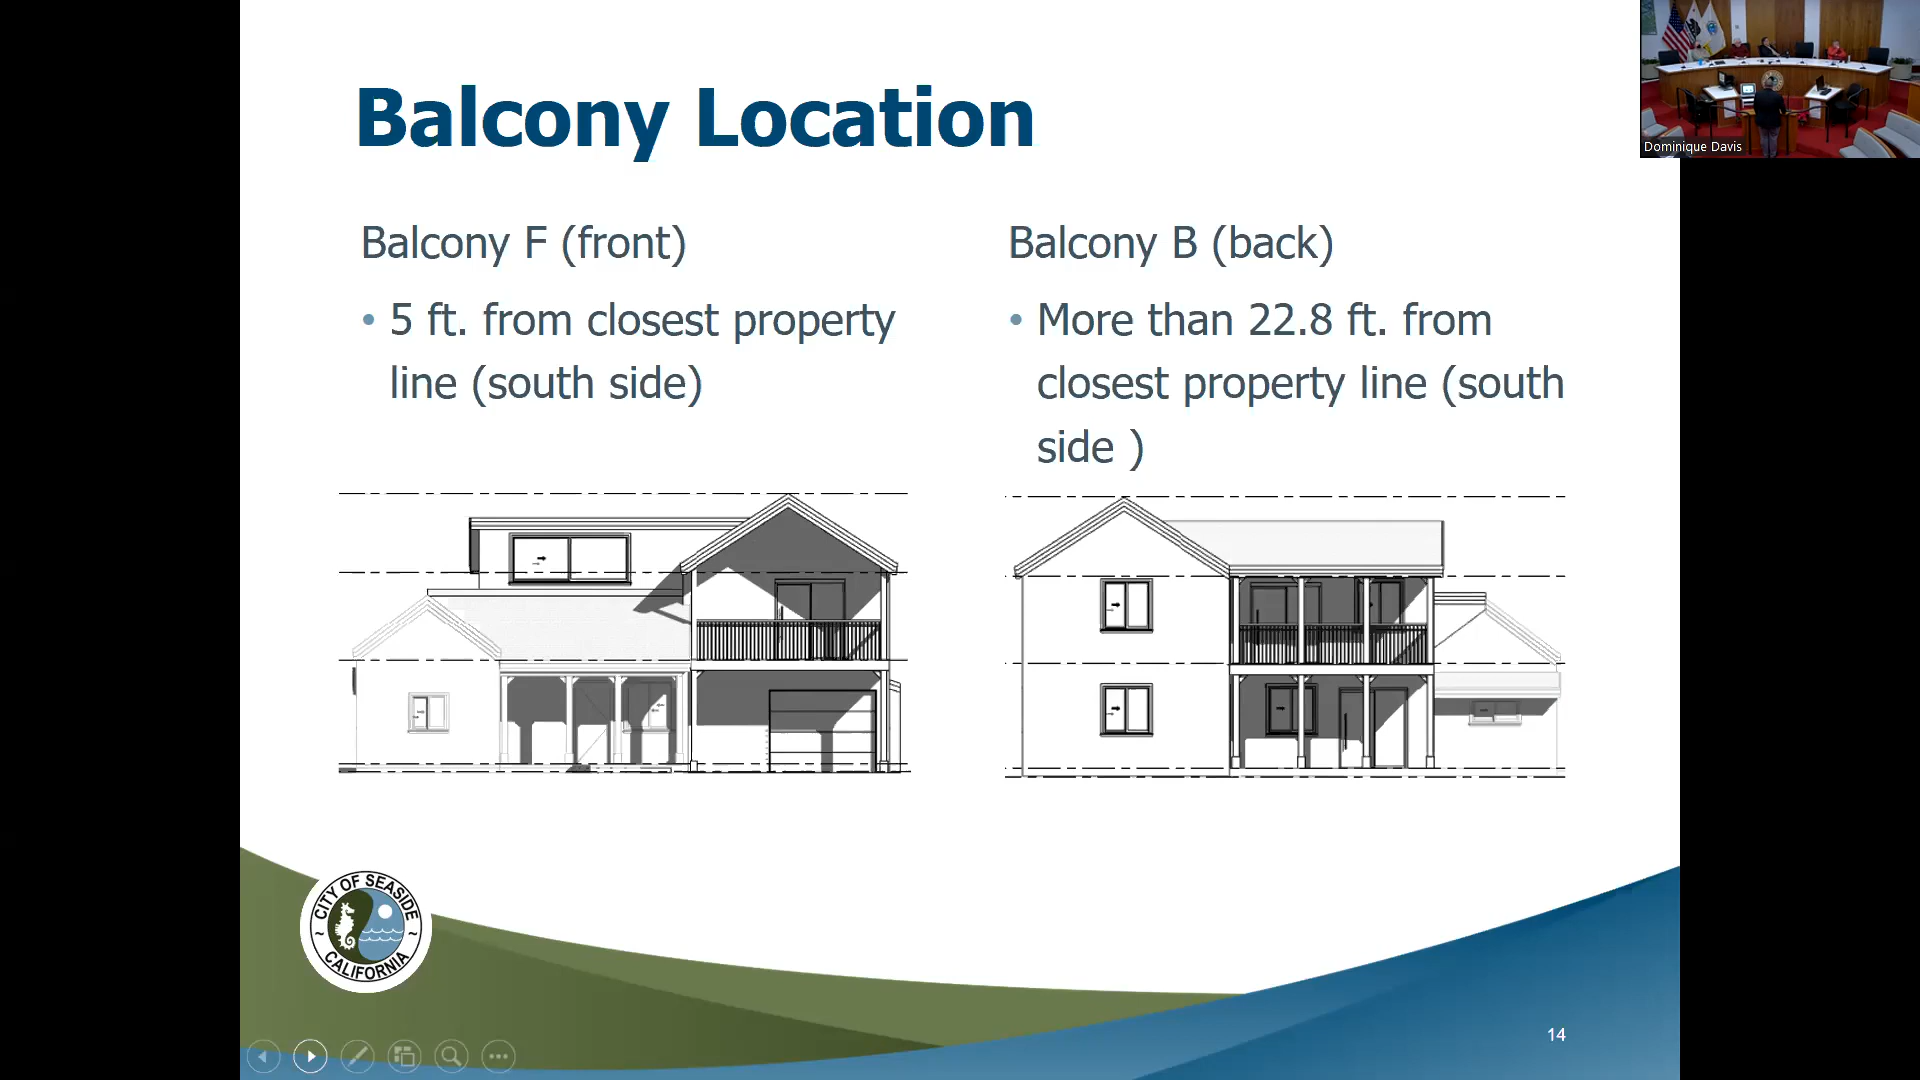 Balcony Location
Dominique Davis
Balcony F (front)
• 5 ft. from closest property
line (south side)
Balcony B (back)
• More than 22.8 ft. from
closest property line (south
side )
~ CITY OF SEASIDE ~
CALIFORNIA
14